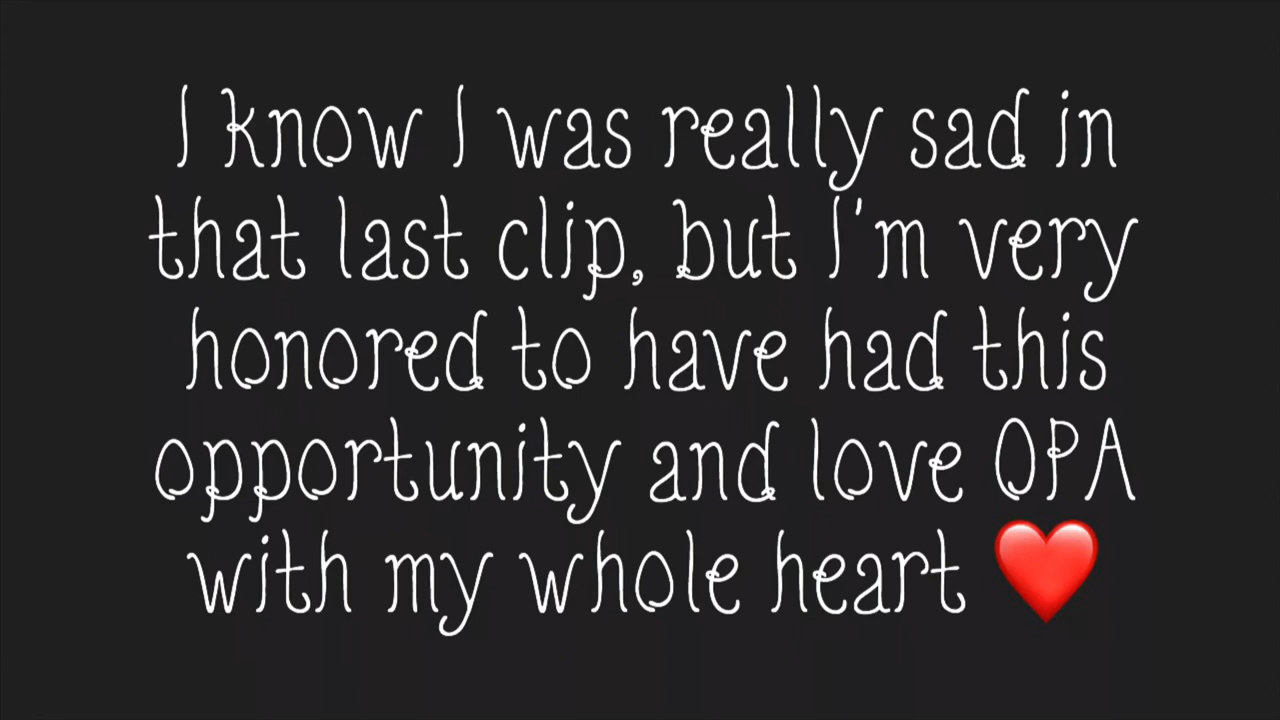 I know I was really sad in
that last clip, but I'm very
honored to have had this
opportunity and love OPA
with my whole heart ❤️